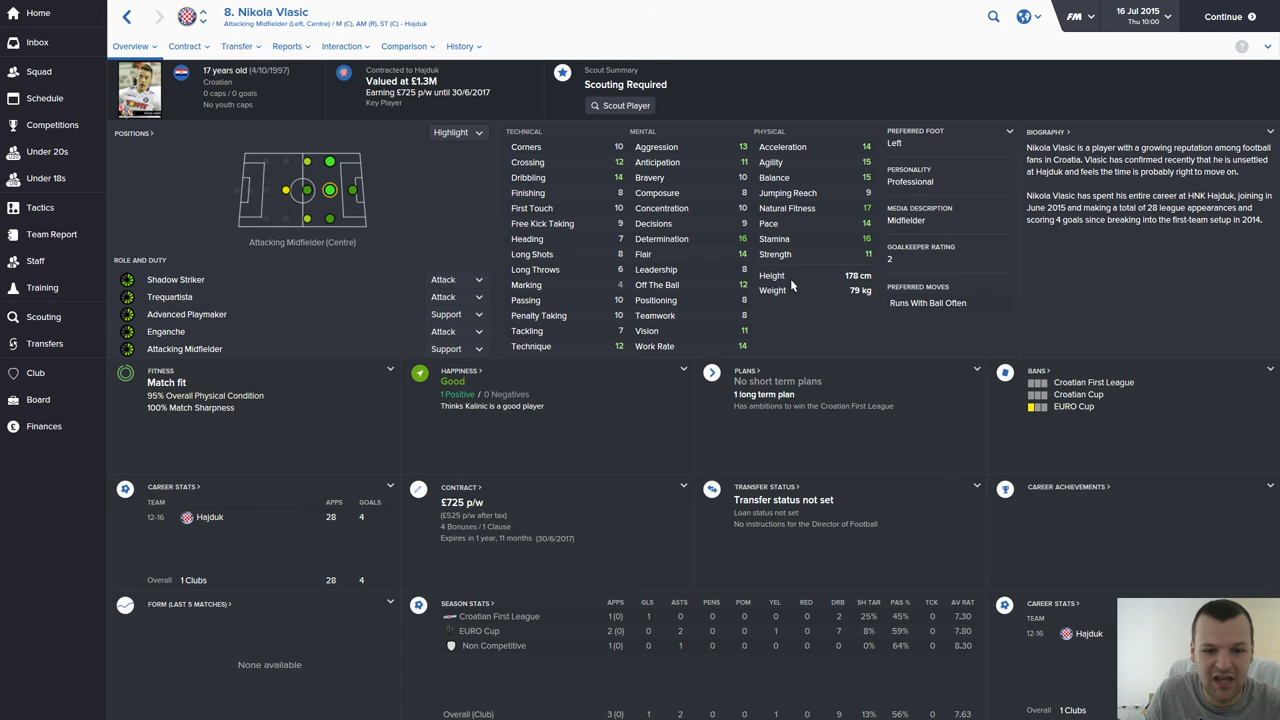 8. Nikola Vlasic
Attacking Midfielder (Left, Centre) / M (C), AM (R), ST (C) - Hajduk
FM
16 Jul 2015
Thu 10:00
Continue
Home
Inbox
Squad
Schedule
Competitions
Under 20s
Under 18s
Tactics
Team Report
Staff
Training
Scouting
Transfers
Club
Board
Finances
Overview
Contract
Transfer
Reports
Interaction
Comparison
History
?
17 years old (4/10/1997)
Croatian
0 caps / 0 goals
No youth caps
Contracted to Hajduk
Valued at £1.3M
Earning £725 p/w until 30/6/2017
Key Player
Scout Summary
Scouting Required
Scout Player
POSITIONS >
Highlight
Attacking Midfielder (Centre)
ROLE AND DUTY
Shadow Striker Attack
Trequartista Attack
Advanced Playmaker Support
Enganche Attack
Attacking Midfielder Support
TECHNICAL
Corners 10
Crossing 12
Dribbling 14
Finishing 8
First Touch 10
Free Kick Taking 9
Heading 7
Long Shots 8
Long Throws 6
Marking 4
Passing 10
Penalty Taking 10
Tackling 7
Technique 12
MENTAL
Aggression 13
Anticipation 11
Bravery 10
Composure 8
Concentration 10
Decisions 9
Determination 16
Flair 14
Leadership 8
Off The Ball 12
Positioning 8
Teamwork 8
Vision 11
Work Rate 14
PHYSICAL
Acceleration 14
Agility 15
Balance 15
Jumping Reach 9
Natural Fitness 17
Pace 14
Stamina 16
Strength 11
Height 178 cm
Weight 79 kg
PREFERRED FOOT
Left
PERSONALITY
Professional
MEDIA DESCRIPTION
Midfielder
GOALKEEPER RATING
2
PREFERRED MOVES
Runs With Ball Often
BIOGRAPHY >
Nikola Vlasic is a player with a growing reputation among football
fans in Croatia. Vlasic has confirmed recently that he is unsettled
at Hajduk and feels the time is probably right to move on.
Nikola Vlasic has spent his entire career at HNK Hajduk, joining in
June 2015 and making a total of 28 league appearances and
scoring 4 goals since breaking into the first-team setup in 2014.
FITNESS
Match fit
95% Overall Physical Condition
100% Match Sharpness
HAPPINESS >
Good
1 Positive / 0 Negatives
Thinks Kalinic is a good player
PLANS >
No short term plans
1 long term plan
Has ambitions to win the Croatian First League
BANS >
Croatian First League
Croatian Cup
EURO Cup
CAREER STATS >
TEAM APPS GOALS
12-16 Hajduk 28 4
Overall 1 Clubs 28 4
CONTRACT >
£725 p/w
(£525 p/w after tax)
4 Bonuses / 1 Clause
Expires in 1 year, 11 months (30/6/2017)
TRANSFER STATUS >
Transfer status not set
Loan status not set
No instructions for the Director of Football
CAREER ACHIEVEMENTS >
FORM (LAST 5 MATCHES) >
None available
SEASON STATS > APPS GLS ASTS PENS POM YEL RED DRB SH TAR PAS % TCK AV RAT
Croatian First League 1 (0) 1 0 0 0 0 0 2 25% 45% 0 7.30
EURO Cup 2 (0) 0 2 0 0 1 0 7 8% 59% 0 7.80
Non Competitive 1 (0) 0 1 0 0 0 0 0 0% 64% 0 8.30
Overall (Club) 3 (0) 1 2 0 0 1 0 9 13% 56% 0 7.63
CAREER STATS >
TEAM
12-16 Hajduk
Overall 1 Clubs